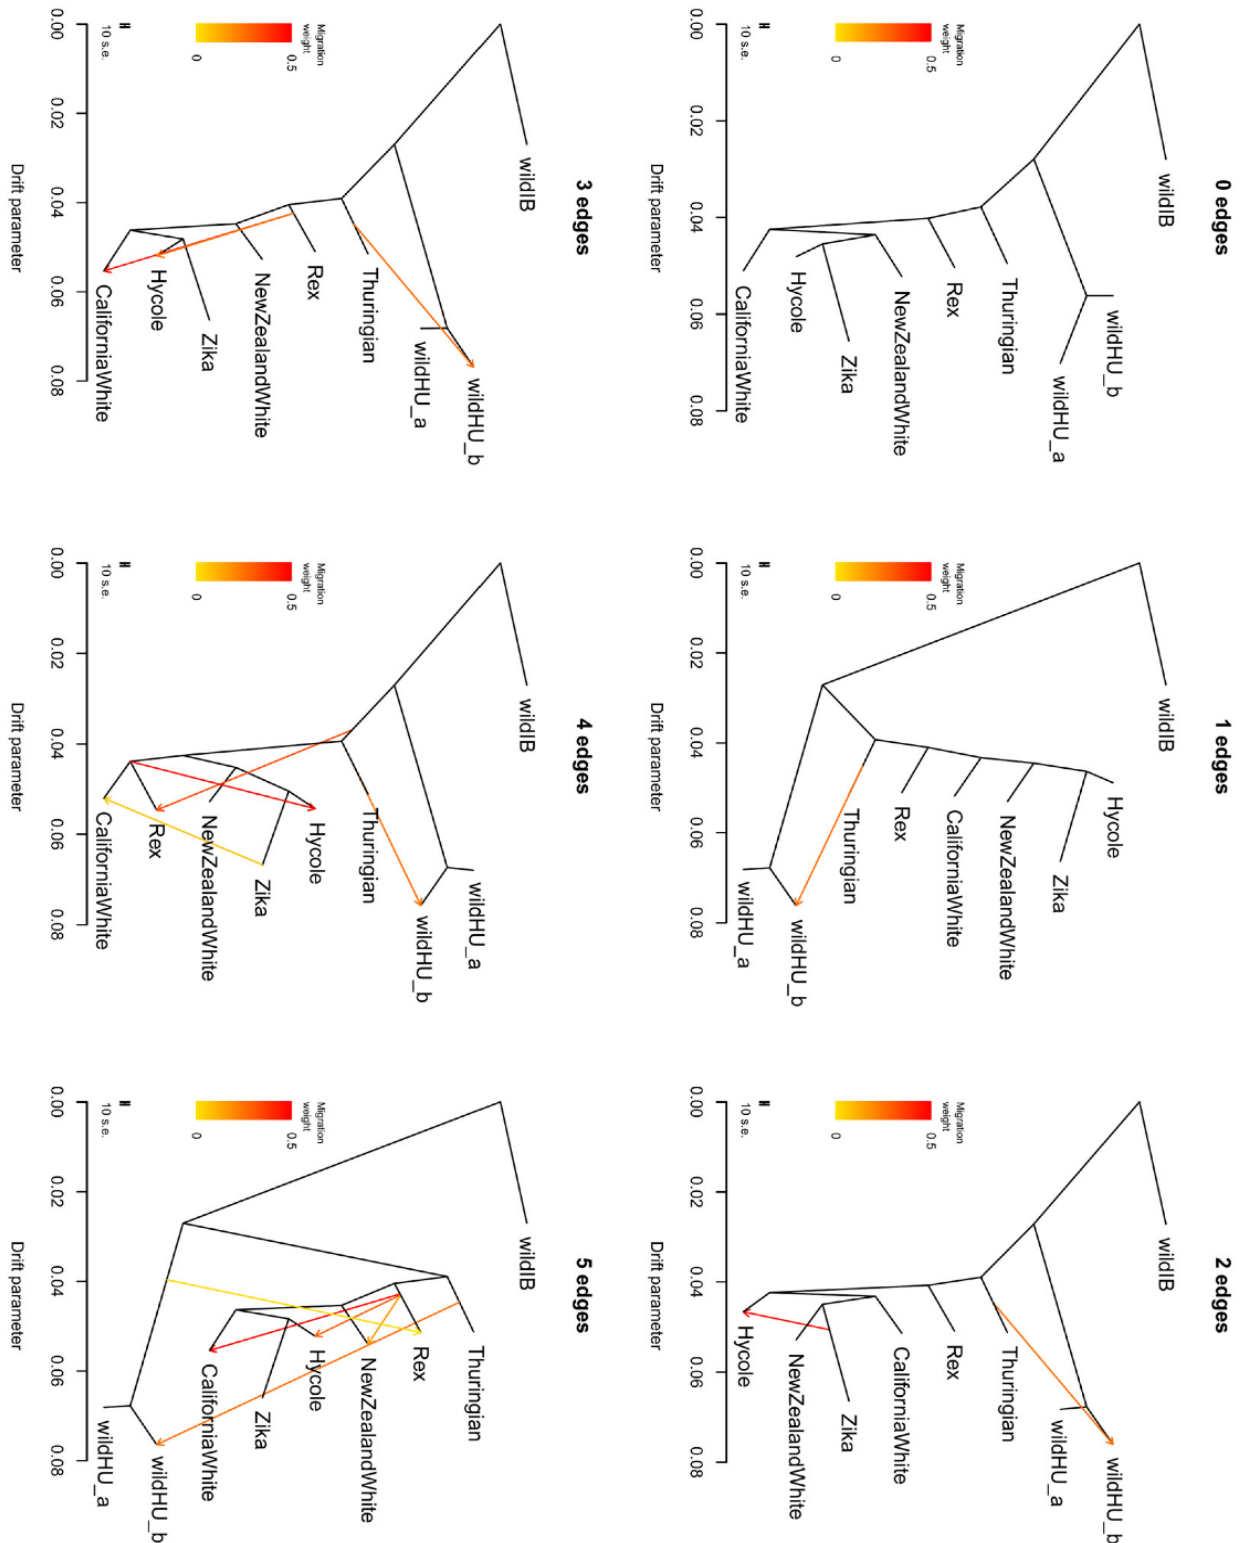 0 edges
wildHU_b
wildIB
wildHU_a
Thuringian
Rex
NewZealandWhite
Zika
Hycole
CaliforniaWhite
Migration
weight
0.5
0
10 s.e.
0.00
0.02
0.04
0.06
0.08
Drift parameter
1 edges
wildIB
Hycole
Zika
NewZealandWhite
CaliforniaWhite
Rex
Thuringian
wildHU_b
wildHU_a
Migration
weight
0.5
0
10 s.e.
0.00
0.02
0.04
0.06
0.08
Drift parameter
2 edges
wildIB
wildHU_b
wildHU_a
Thuringian
Rex
CaliforniaWhite
Zika
NewZealandWhite
Hycole
Migration
weight
0.5
0
10 s.e.
0.00
0.02
0.04
0.06
0.08
Drift parameter
3 edges
wildIB
wildHU_b
wildHU_a
Thuringian
Rex
NewZealandWhite
Zika
Hycole
CaliforniaWhite
Migration
weight
0.5
0
10 s.e.
0.00
0.02
0.04
0.06
0.08
Drift parameter
4 edges
wildIB
wildHU_a
wildHU_b
Thuringian
Hycole
Zika
NewZealandWhite
Rex
CaliforniaWhite
Migration
weight
0.5
0
10 s.e.
0.00
0.02
0.04
0.06
0.08
Drift parameter
5 edges
wildIB
Thuringian
Rex
NewZealandWhite
Hycole
Zika
CaliforniaWhite
wildHU_b
wildHU_a
Migration
weight
0.5
0
10 s.e.
0.00
0.02
0.04
0.06
0.08
Drift parameter